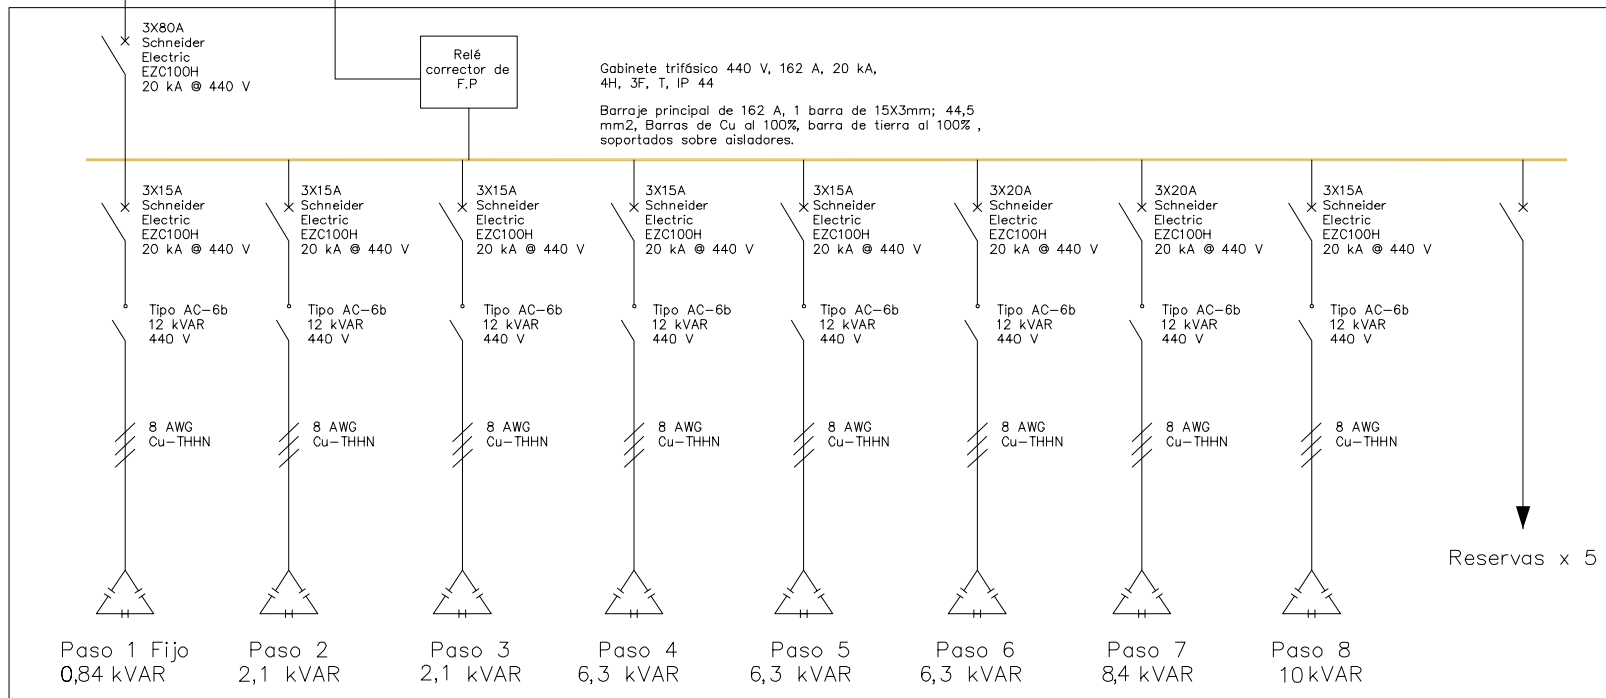 3X80A
Schneider
Electric
EZC100H
20 kA @ 440 V
Relé
corrector de
F.P
Gabinete trifásico 440 V, 162 A, 20 kA,
4H, 3F, T, IP 44
Barraje principal de 162 A, 1 barra de 15X3mm; 44,5
mm2, Barras de Cu al 100%, barra de tierra al 100% ,
soportados sobre aisladores.
3X15A
Schneider
Electric
EZC100H
20 kA @ 440 V
3X15A
Schneider
Electric
EZC100H
20 kA @ 440 V
3X15A
Schneider
Electric
EZC100H
20 kA @ 440 V
3X15A
Schneider
Electric
EZC100H
20 kA @ 440 V
3X15A
Schneider
Electric
EZC100H
20 kA @ 440 V
3X20A
Schneider
Electric
EZC100H
20 kA @ 440 V
3X20A
Schneider
Electric
EZC100H
20 kA @ 440 V
3X15A
Schneider
Electric
EZC100H
20 kA @ 440 V
Tipo AC-6b
12 kVAR
440 V
Tipo AC-6b
12 kVAR
440 V
Tipo AC-6b
12 kVAR
440 V
Tipo AC-6b
12 kVAR
440 V
Tipo AC-6b
12 kVAR
440 V
Tipo AC-6b
12 kVAR
440 V
Tipo AC-6b
12 kVAR
440 V
Tipo AC-6b
12 kVAR
440 V
8 AWG
Cu-THHN
8 AWG
Cu-THHN
8 AWG
Cu-THHN
8 AWG
Cu-THHN
8 AWG
Cu-THHN
8 AWG
Cu-THHN
8 AWG
Cu-THHN
8 AWG
Cu-THHN
Reservas x 5
Paso 1 Fijo
0,84 kVAR
Paso 2
2,1 kVAR
Paso 3
2,1 kVAR
Paso 4
6,3 kVAR
Paso 5
6,3 kVAR
Paso 6
6,3 kVAR
Paso 7
8,4 kVAR
Paso 8
10 kVAR